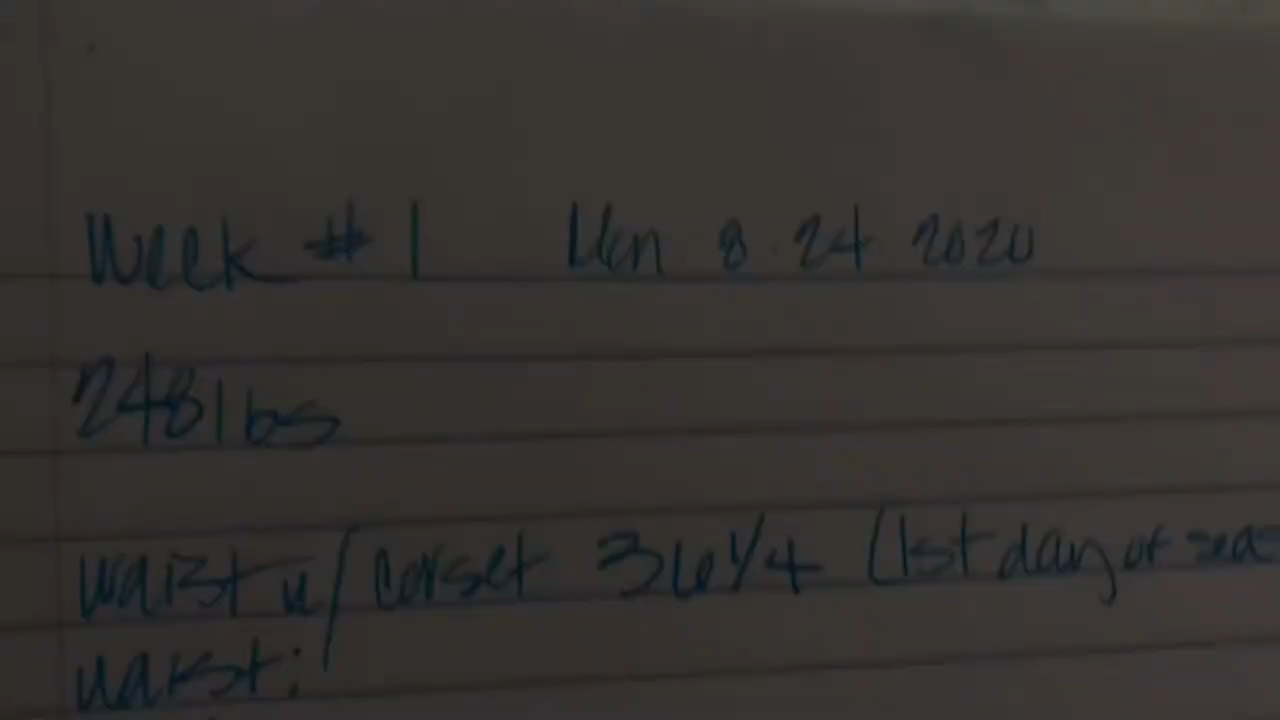 Week # 1 Mon 8 24 2020
248 lbs
waist w/ corset 36 1/4 (1st day of
waist: